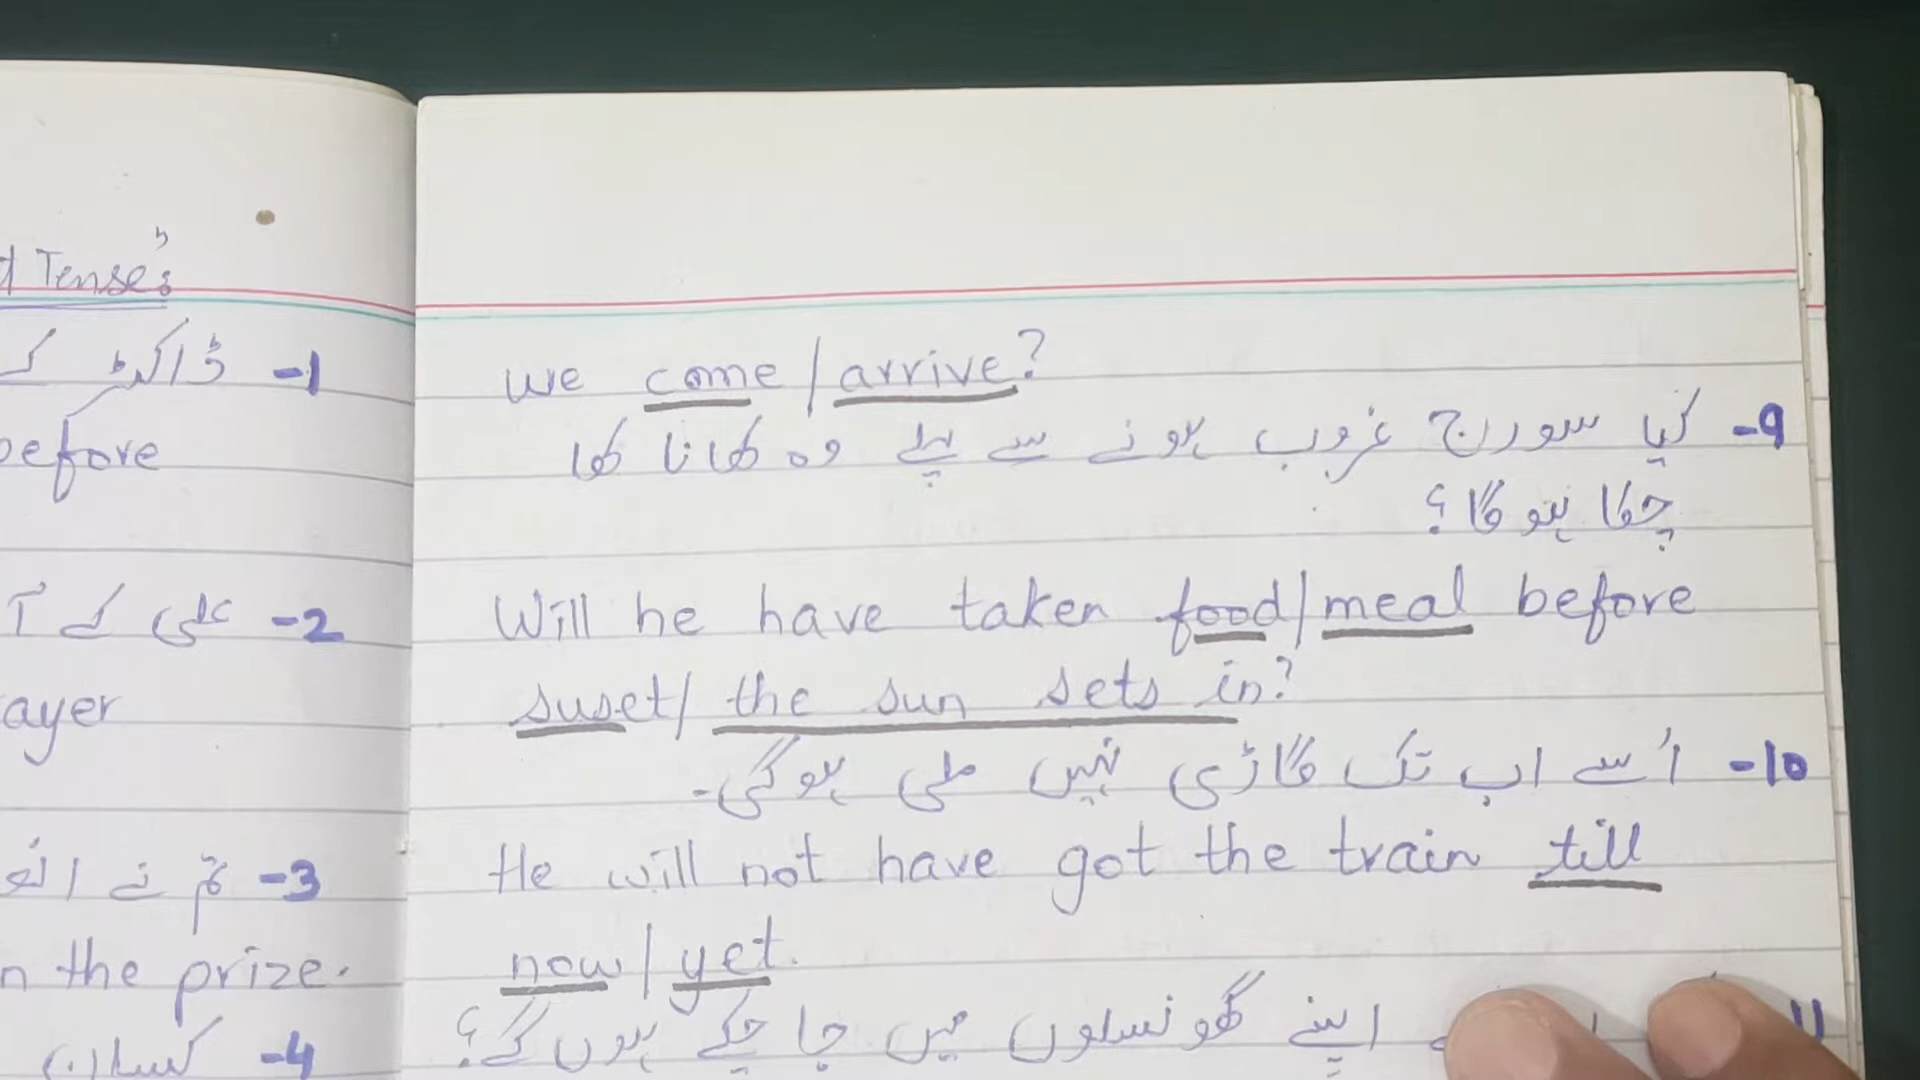 Tenses
ڈاکٹر کے -1
before
علی کے آ -2
ayer
تم نے -3
n the prize.
کسان -4
we come/arrive?
9- کیا سورج غروب ہونے سے پہلے وہ کھانا کھا
چکا ہو گا؟
Will he have taken food/meal before
suset/ the sun sets in?
10- اُسے اب تک گاڑی نہیں ملی ہو گی۔
He will not have got the train till
now/yet.
11 اپنے گھونسلوں میں جا چکے ہوں گے؟